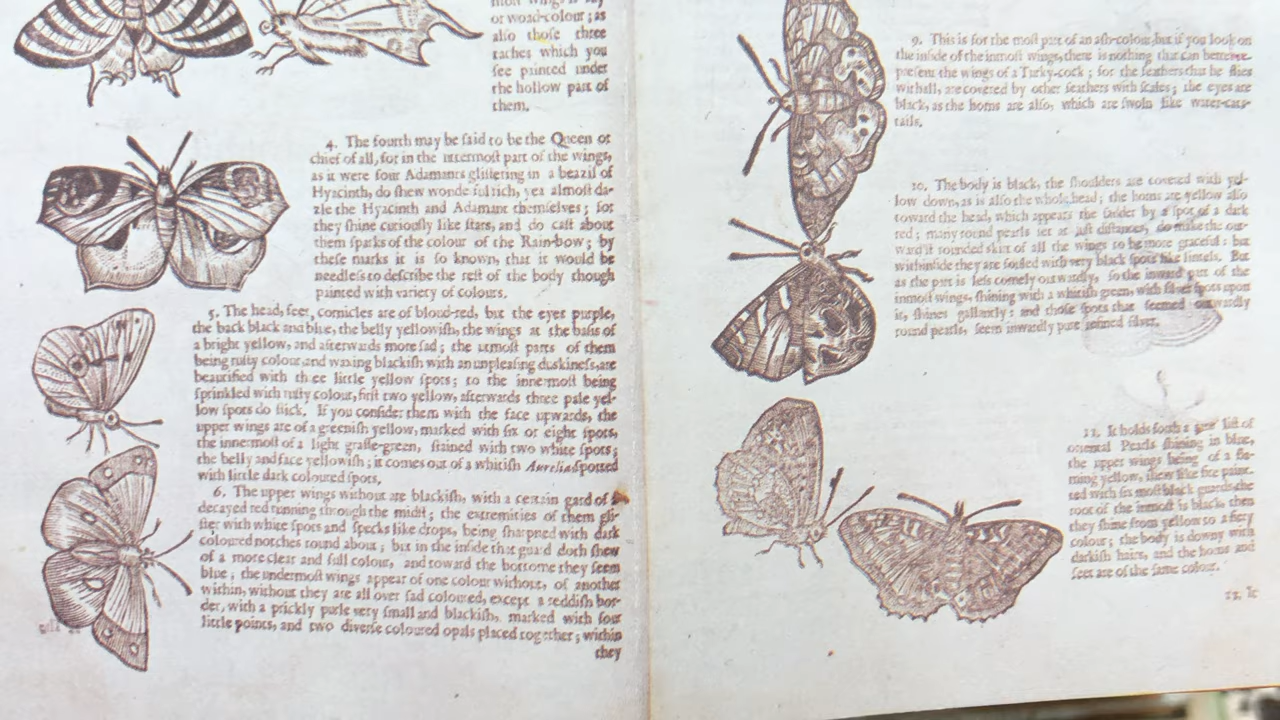 or woad-colour; as
also those three
taches which you
see painted under
the hollow part of
them.
4. The fourth may be said to be the Queen or
chief of all, for in the uttermost part of the wings,
as it were four Adamants glistering in a beazil of
Hyacinth, do shew wonderful rich, yea almost da-
zle the Hyacinth and Adamant themselves; for
they shine curiously like stars, and do cast about
them sparks of the colour of the Rain-bow; by
these marks it is so known, that it would be
needless to describe the rest of the body though
painted with variety of colours.
5. The head, feet, cornicles are of bloud-red, but the eyes purple,
the back black and blue, the belly yellowish, the wings at the basis of
a bright yellow, and afterwards more sad; the utmost parts of them
being rusty colour and waxing blackish with an unpleasing duskiness, are
beautified with three little yellow spots; to the innermost being
sprinkled with rusty colour, first two yellow, afterwards three pale yel-
low spots do stick. If you consider them with the face upwards, the
upper wings are of a greenish yellow, marked with six or eight spots,
the innermost of a light grasse-green, stained with two white spots;
the belly and face yellowish; it comes out of a whitish Aurelia spotted
with little dark coloured spots.
6. The upper wings without are blackish, with a certain gard of
decayed red running through the midst; the extremities of them gli-
ster with white spots and specks like drops, being sharpned with dark
coloured notches round about; but in the inside that guard doth shew
of a more clear and full colour, and toward the bottome they seem
blue; the undermost wings appear of one colour without, of another
within, without they are all over sad coloured, except a reddish bor-
der, with a prickly purle very small and blackish, marked with four
little points, and two diverse coloured opals placed together; within
they
9. This is for the most part of an ash-colour, but if you look on
the inside of the inmost wings, there is nothing that can better re-
present the wings of a Turky-cock; for the feathers that he flies
withall, are covered by other feathers with scales; the eyes are
black, as the horns are also, which are swoln like water-cats-
tails.
10. The body is black, the shoulders are covered with yel-
low down, as is also the whole head; the horns are yellow also
toward the head, which appears the sadder by a spot of a dark
red; many round pearls set at just distances, do make the out-
ward rounded skirt of all the wings to be more graceful: but
withinside they are souled with very black spots like lintels. But
as the part is less comely outwardly, so the inward part of the
inmost wings, shining with a whitish green, with silver spots upon
it, shines gallantly: and those spots that seemed outwardly
round pearls, seem inwardly pure refined silver.
11. It holds forth a list of
oriental Pearls shining in blue,
the upper wings being of a fla-
ming yellow, shew like fire paint-
ted with six most black the
root of the inmost is black, then
they shine from yellow to a fiery
colour; the body is downy with
darkish hairs, and the horns and
feet are of the same colour.
12. It